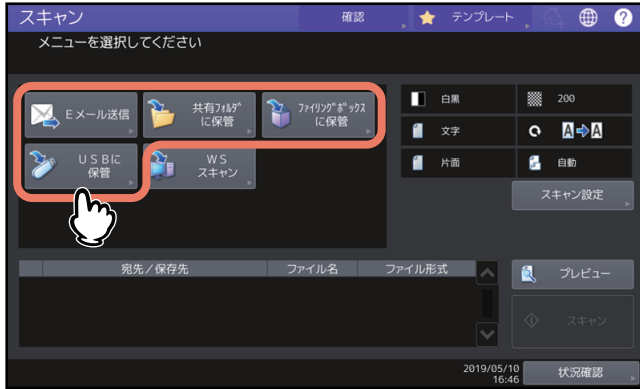 スキャン
確認
テンプレート
?
メニューを選択してください
Eメール送信
共有ﾌｫﾙﾀﾞ
に保管
ﾌｧｲﾘﾝｸﾞﾎﾞｯｸｽ
に保管
USBに
保管
WS
スキャン
白黒
200
文字
A A
片面
自動
スキャン設定
宛先/保存先
ファイル名
ファイル形式
プレビュー
スキャン
2019/05/10
16:46
状況確認